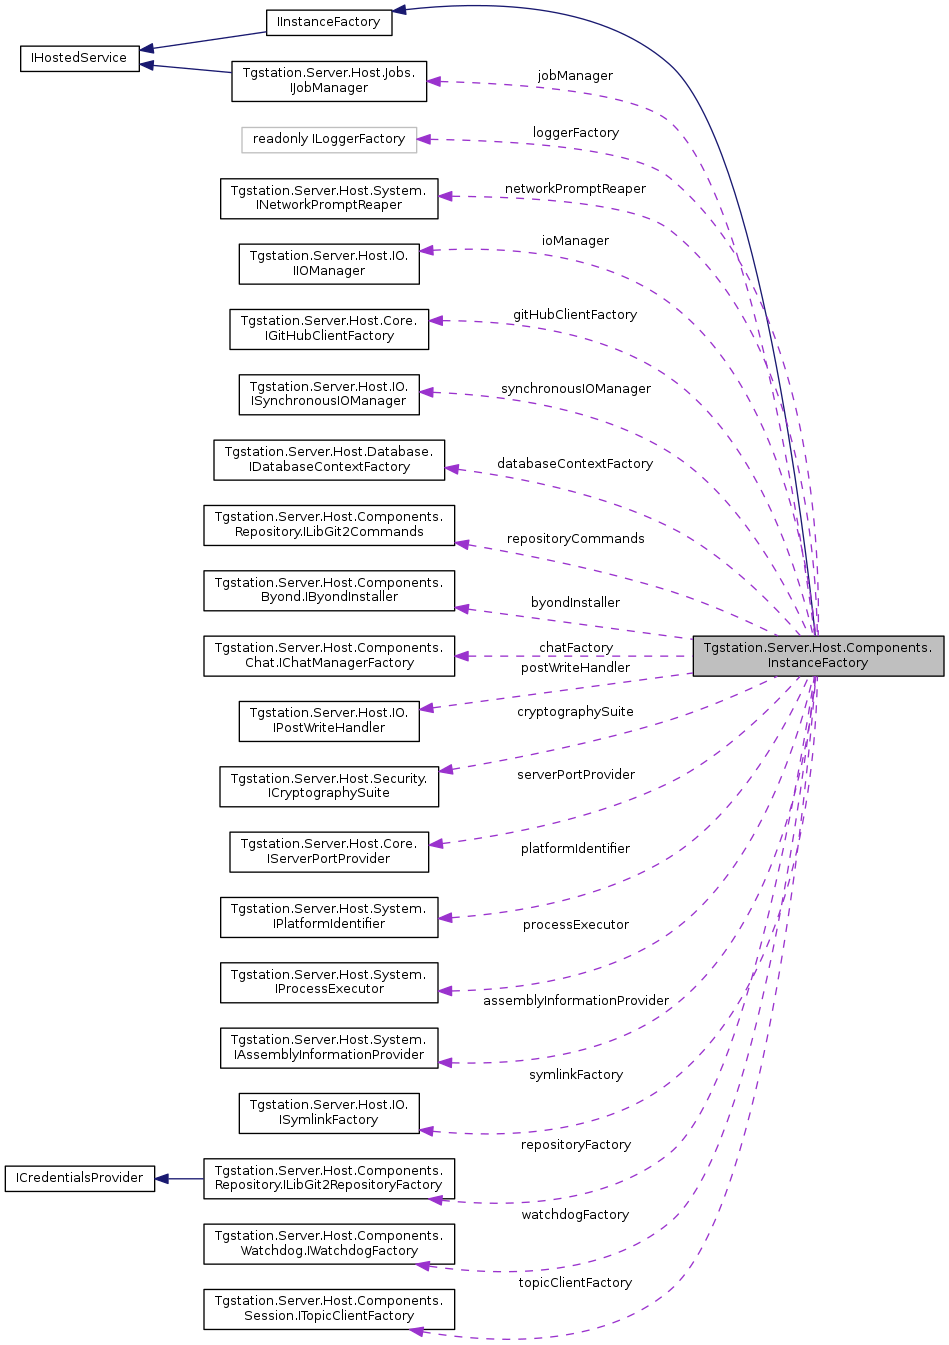 IInstanceFactory
IHostedService
Tgstation.Server.Host.Jobs.
IJobManager
jobManager
readonly ILoggerFactory
loggerFactory
Tgstation.Server.Host.System.
INetworkPromptReaper
networkPromptReaper
Tgstation.Server.Host.IO.
IIOManager
ioManager
Tgstation.Server.Host.Core.
IGitHubClientFactory
gitHubClientFactory
Tgstation.Server.Host.IO.
ISynchronousIOManager
synchronousIOManager
Tgstation.Server.Host.Database.
IDatabaseContextFactory
databaseContextFactory
Tgstation.Server.Host.Components.
Repository.ILibGit2Commands
repositoryCommands
Tgstation.Server.Host.Components.
Byond.IByondInstaller
byondInstaller
Tgstation.Server.Host.Components.
Chat.IChatManagerFactory
chatFactory
Tgstation.Server.Host.Components.
InstanceFactory
postWriteHandler
Tgstation.Server.Host.IO.
IPostWriteHandler
cryptographySuite
Tgstation.Server.Host.Security.
ICryptographySuite
serverPortProvider
Tgstation.Server.Host.Core.
IServerPortProvider
platformIdentifier
Tgstation.Server.Host.System.
IPlatformIdentifier
processExecutor
Tgstation.Server.Host.System.
IProcessExecutor
assemblyInformationProvider
Tgstation.Server.Host.System.
IAssemblyInformationProvider
symlinkFactory
Tgstation.Server.Host.IO.
ISymlinkFactory
repositoryFactory
ICredentialsProvider
Tgstation.Server.Host.Components.
Repository.ILibGit2RepositoryFactory
watchdogFactory
Tgstation.Server.Host.Components.
Watchdog.IWatchdogFactory
topicClientFactory
Tgstation.Server.Host.Components.
Session.ITopicClientFactory